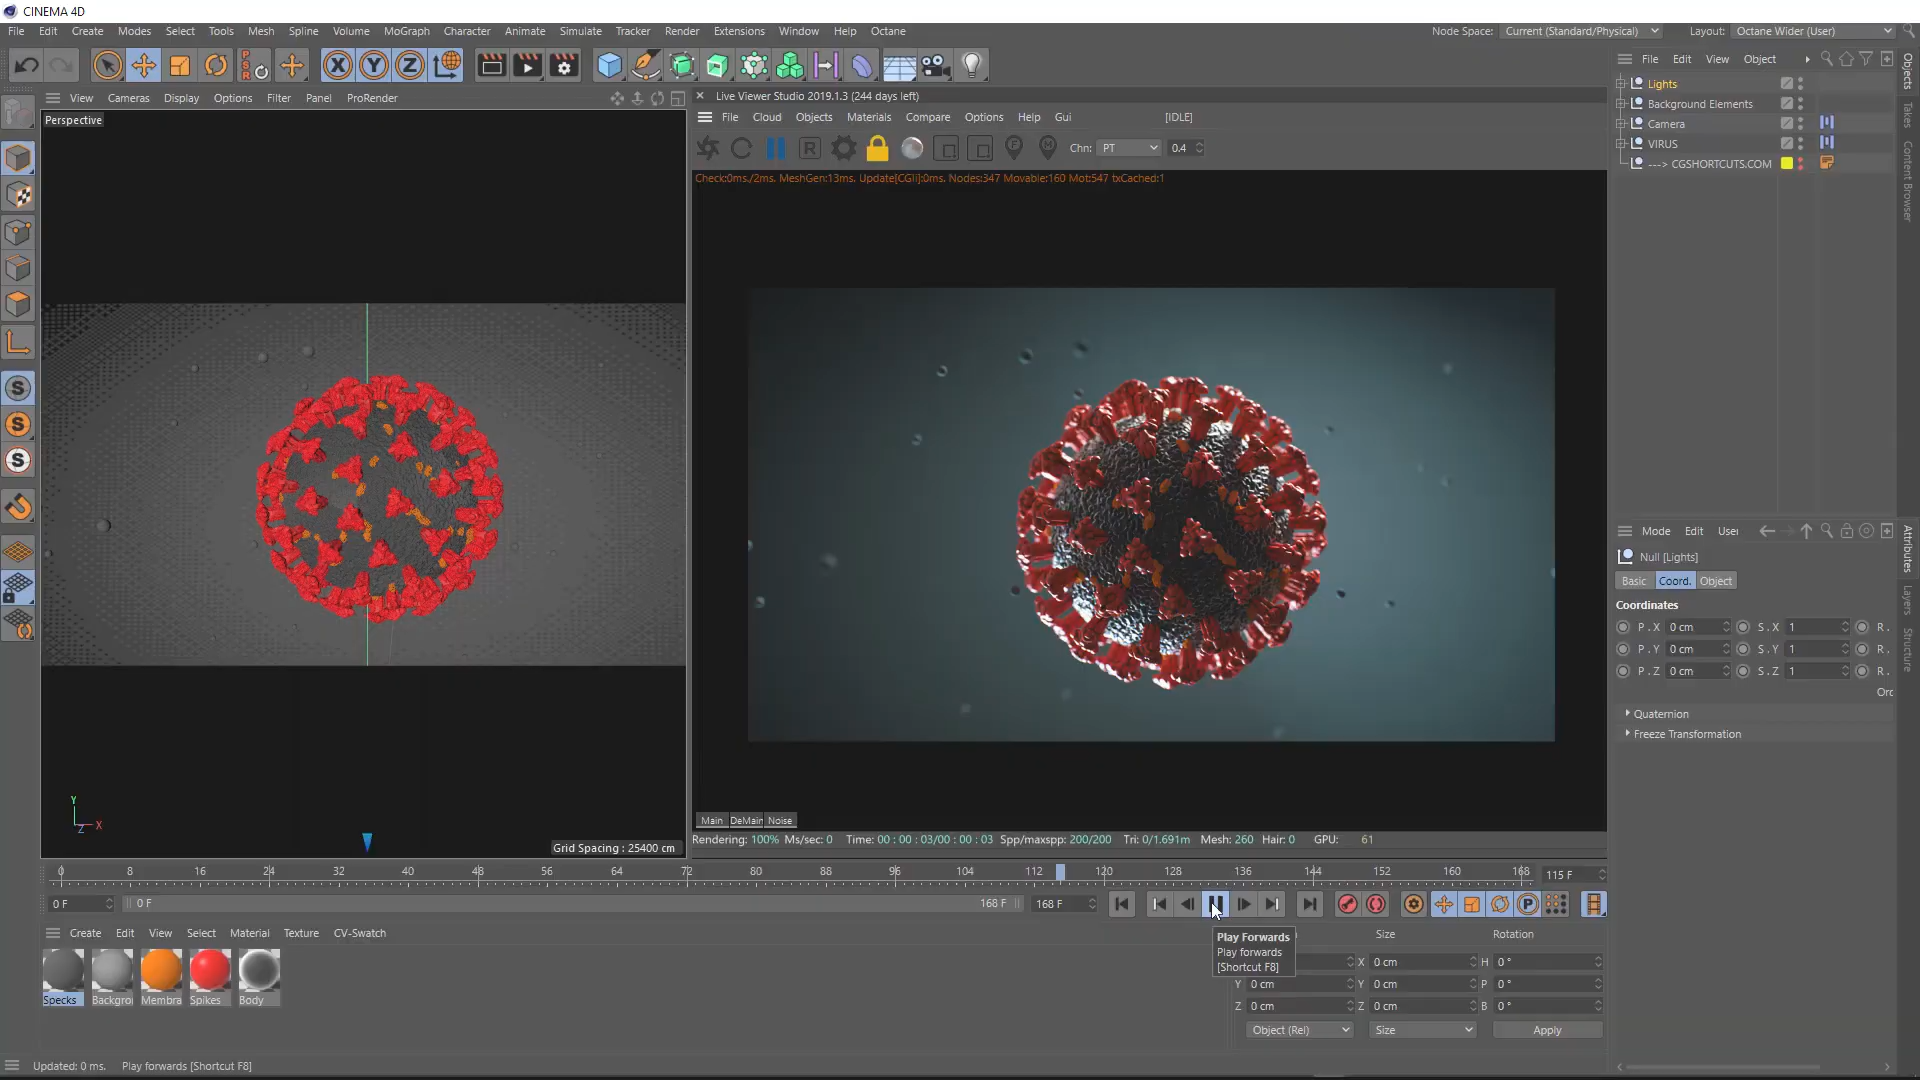 CINEMA 4D
File Edit Create Modes Select Tools Mesh Spline Volume MoGraph Character Animate Simulate Tracker Render Extensions Window Help Octane Node Space: Current (Standard/Physical) Layout: Octane Wider (User)
PSR X Y Z
View Cameras Display Options Filter Panel ProRender
Perspective
S
S
S
Grid Spacing : 25400 cm
Y
Z X
Live Viewer Studio 2019.1.3 (244 days left)
File Cloud Objects Materials Compare Options Help Gui [IDLE]
R F M Chn: PT 0.4
Check:0ms./2ms. MeshGen:13ms. Update[CGIi]:0ms. Nodes:347 Movable:160 Mot:547 txCached:1
Main DeMain Noise
Rendering: 100% Ms/sec: 0 Time: 00 : 00 : 03/00 : 00 : 03 Spp/maxspp: 200/200 Tri: 0/1.691m Mesh: 260 Hair: 0 GPU: 61
0 8 16 24 32 40 48 56 64 72 80 88 96 104 112 120 128 136 144 152 160 168 115 F
0 F 0 F 168 F 168 F P
Play Forwards
Play forwards
[Shortcut F8]
Create Edit View Select Material Texture CV-Swatch
Specks Backgro Membra Spikes Body
Size Rotation
X 0 cm H 0 °
Y 0 cm Y 0 cm P 0 °
Z 0 cm Z 0 cm B 0 °
Object (Rel) Size Apply
Updated: 0 ms. Play forwards [Shortcut F8]
File Edit View Object
Lights
Background Elements
Camera
VIRUS
---> CGSHORTCUTS.COM
Objects
Takes
Content Browser
Mode Edit User
Null [Lights]
Basic Coord. Object
Coordinates
P . X 0 cm S . X 1 R .
P . Y 0 cm S . Y 1 R .
P . Z 0 cm S . Z 1 R .
Orc
Quaternion
Freeze Transformation
Attributes
Layers
Structure